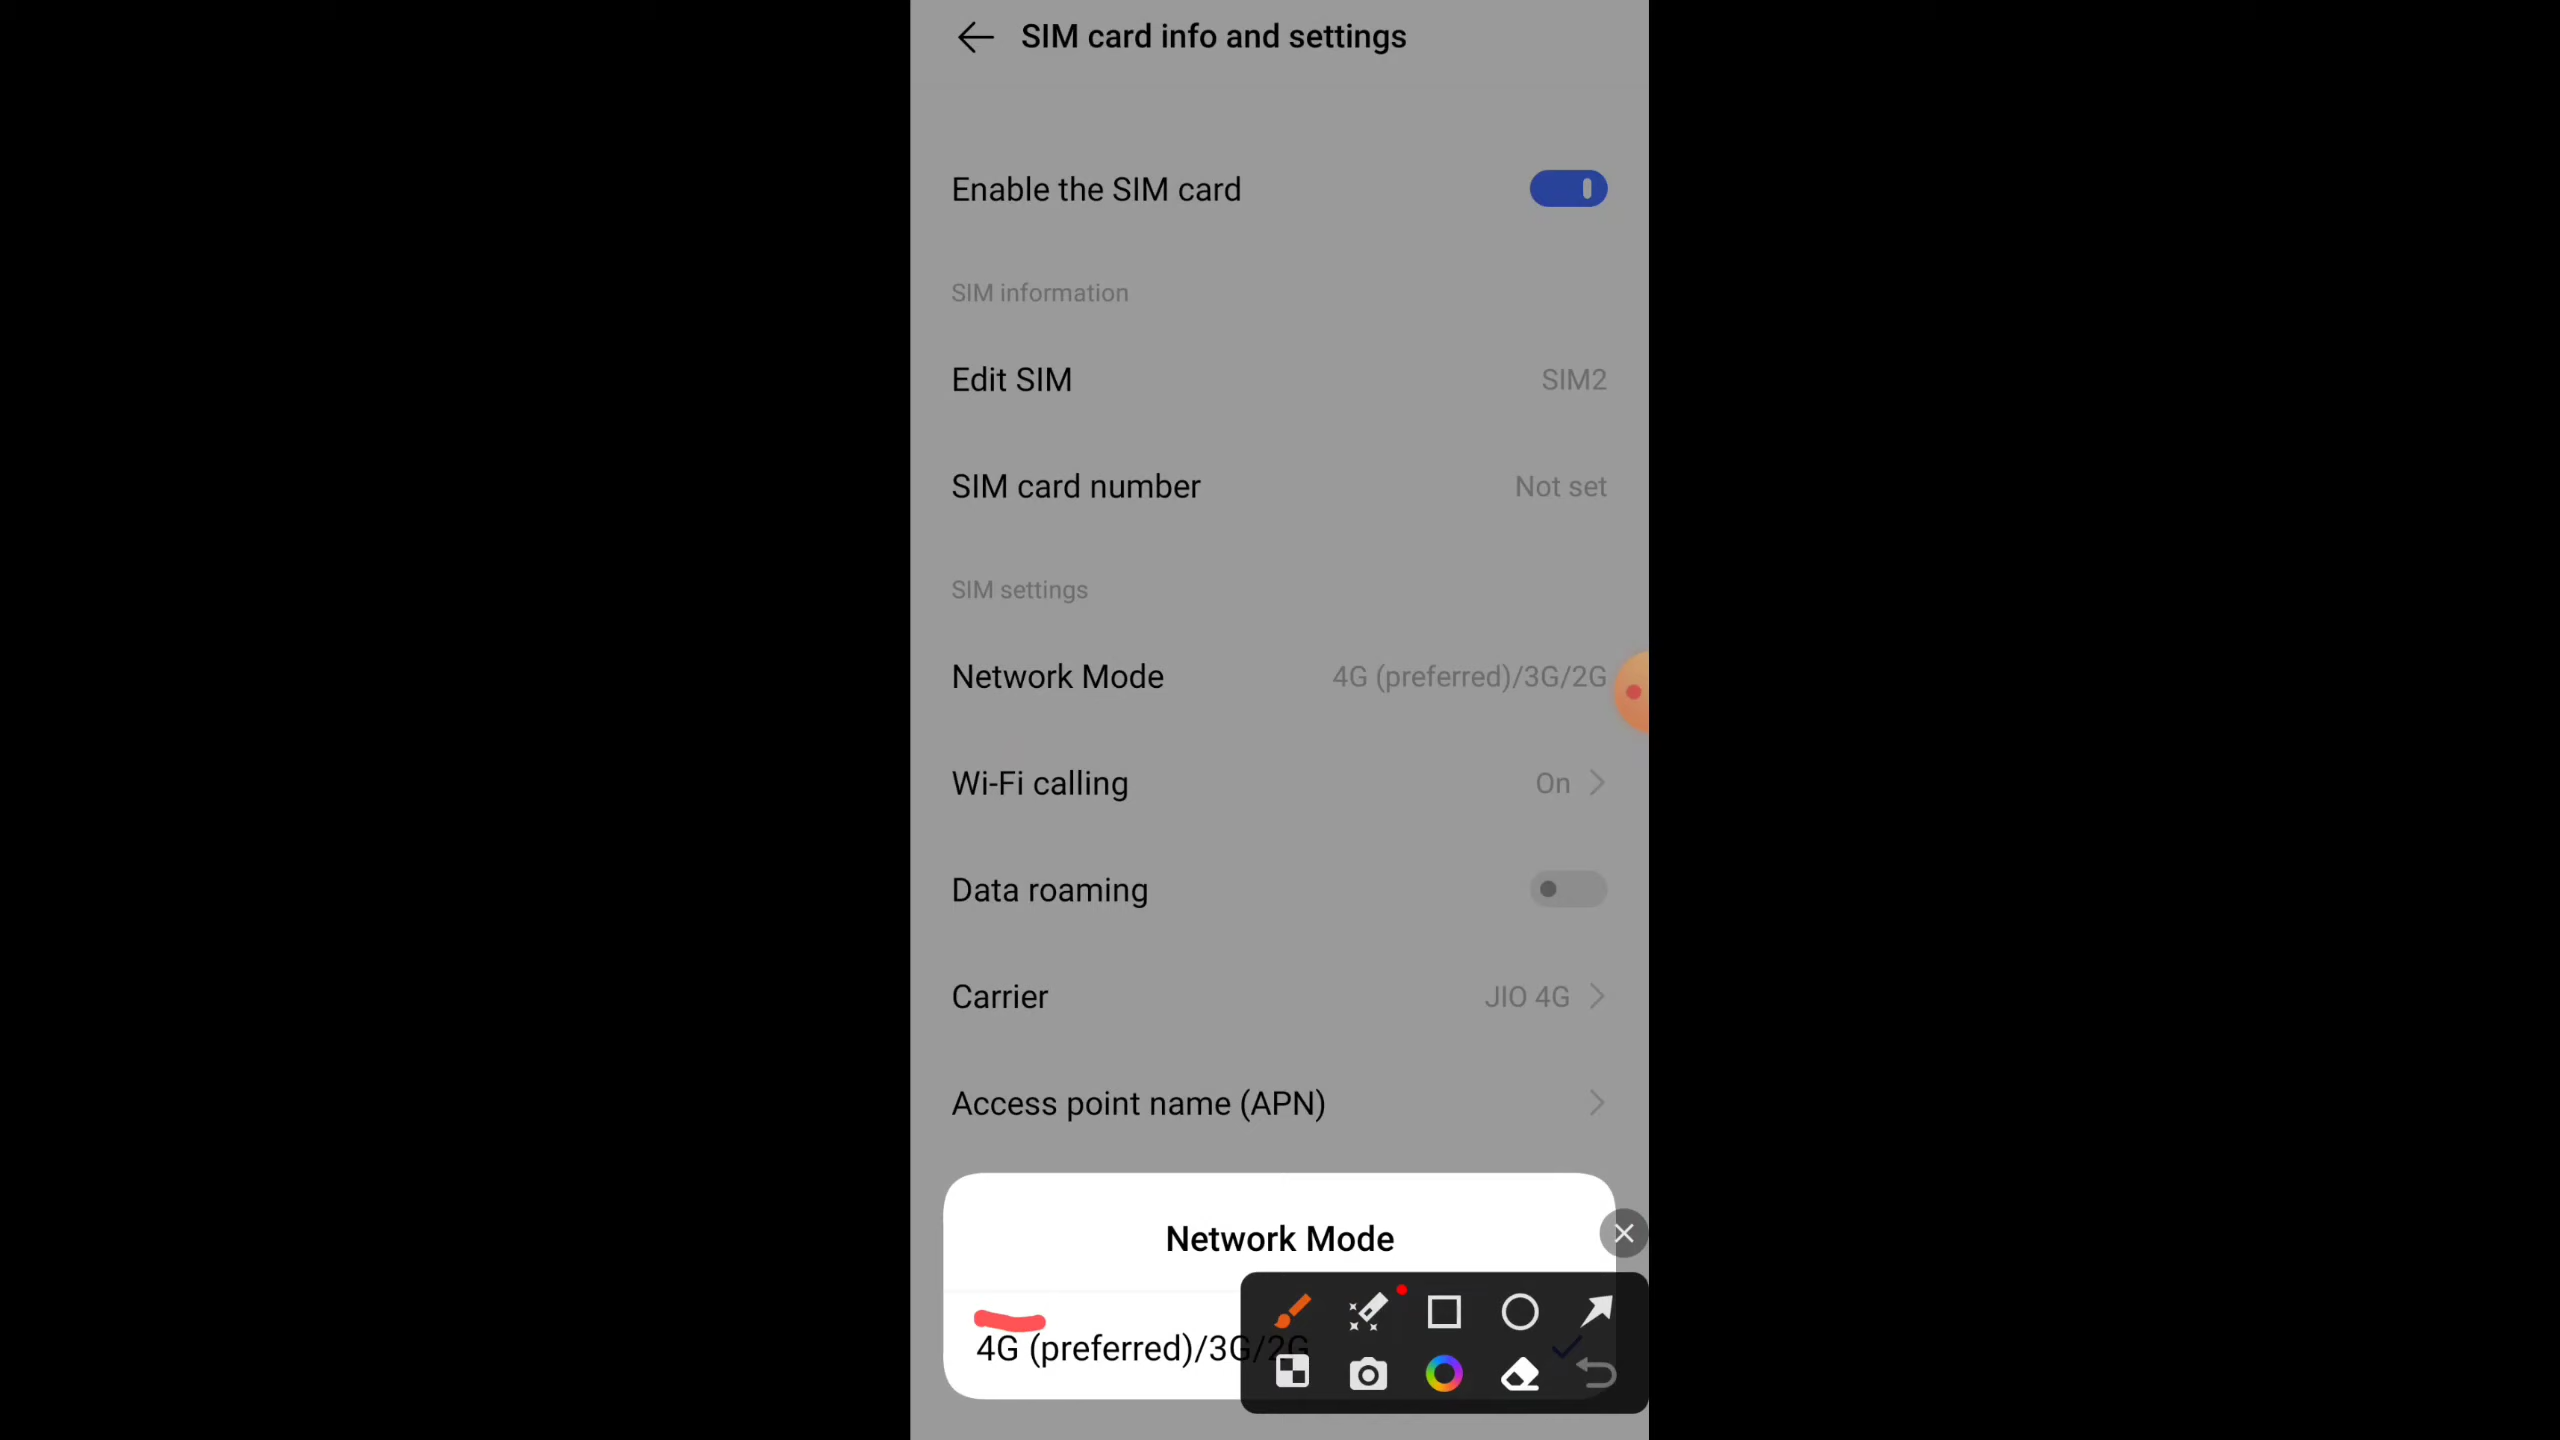 SIM card info and settings
Enable the SIM card
SIM information
Edit SIM SIM2
SIM card number Not set
SIM settings
Network Mode 4G (preferred)/3G/2G
Wi-Fi calling On
Data roaming
Carrier JIO 4G
Access point name (APN)
Network Mode
4G (preferred)/3G/2G